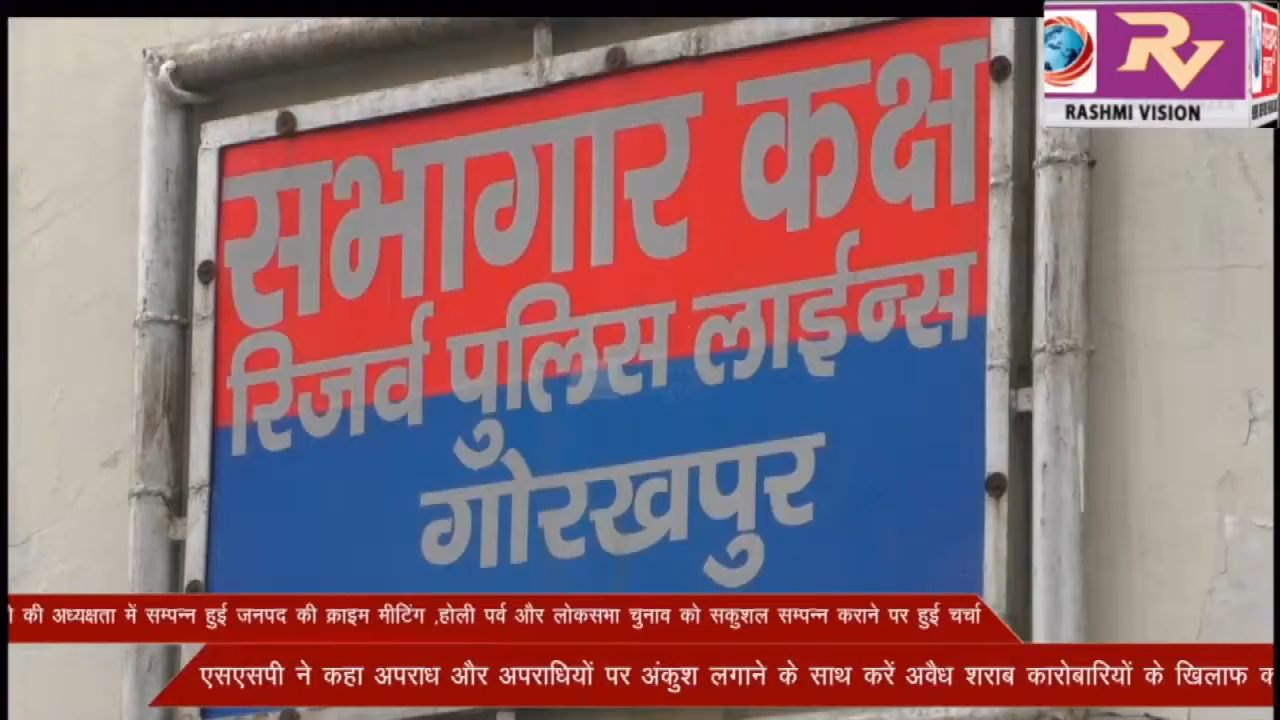 RV
RASHMI VISION
सभागार कक्ष
रिजर्व पुलिस लाईन्स
गोरखपुर
की अध्यक्षता में सम्पन्न हुई जनपद की क्राइम मीटिंग ,होली पर्व और लोकसभा चुनाव को सकुशल सम्पन्न कराने पर हुई चर्चा
एसएसपी ने कहा अपराध और अपराधियों पर अंकुश लगाने के साथ करें अवैध शराब कारोबारियों के खिलाफ